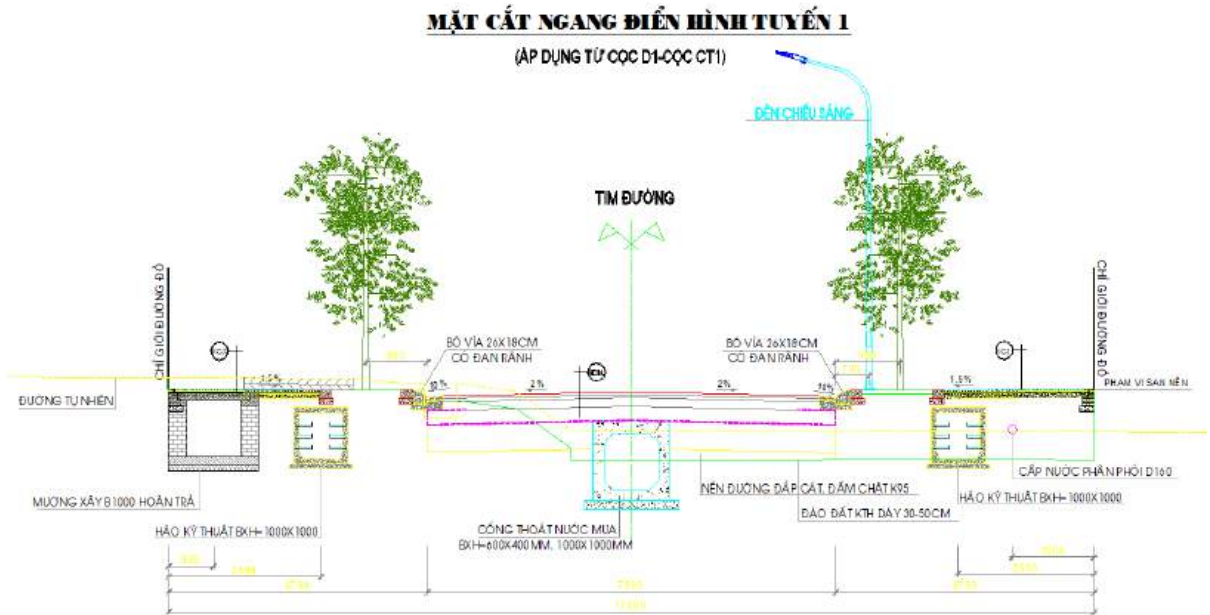 MẶT CẮT NGANG ĐIỂN HÌNH TUYẾN 1
(ÁP DỤNG TỪ CỌC D1-CỌC CT1)
ĐÈN CHIẾU SÁNG
TIM ĐƯỜNG
CHỈ GIỚI ĐƯỜNG ĐỎ
CHỈ GIỚI ĐƯỜNG ĐỎ
BÓ VỈA 26X18CM
CÓ ĐAN RÃNH
BÓ VỈA 26X18CM
CÓ ĐAN RÃNH
2%
2%
1,5%
PHẠM VI SAN NỀN
ĐƯỜNG TỰ NHIÊN
CẤP NƯỚC PHÂN PHỐI D160
NỀN ĐƯỜNG ĐẮP CÁT, ĐẦM CHẶT K95
HÀO KỸ THUẬT BXH=1000X1000
MƯƠNG XÂY B1000 HOÀN TRẢ
ĐÀO ĐẤT KTH DÀY 30-50CM
HÀO KỸ THUẬT BXH=1000X1000
CỐNG THOÁT NƯỚC MƯA
BXH=600X400MM, 1000X1000MM